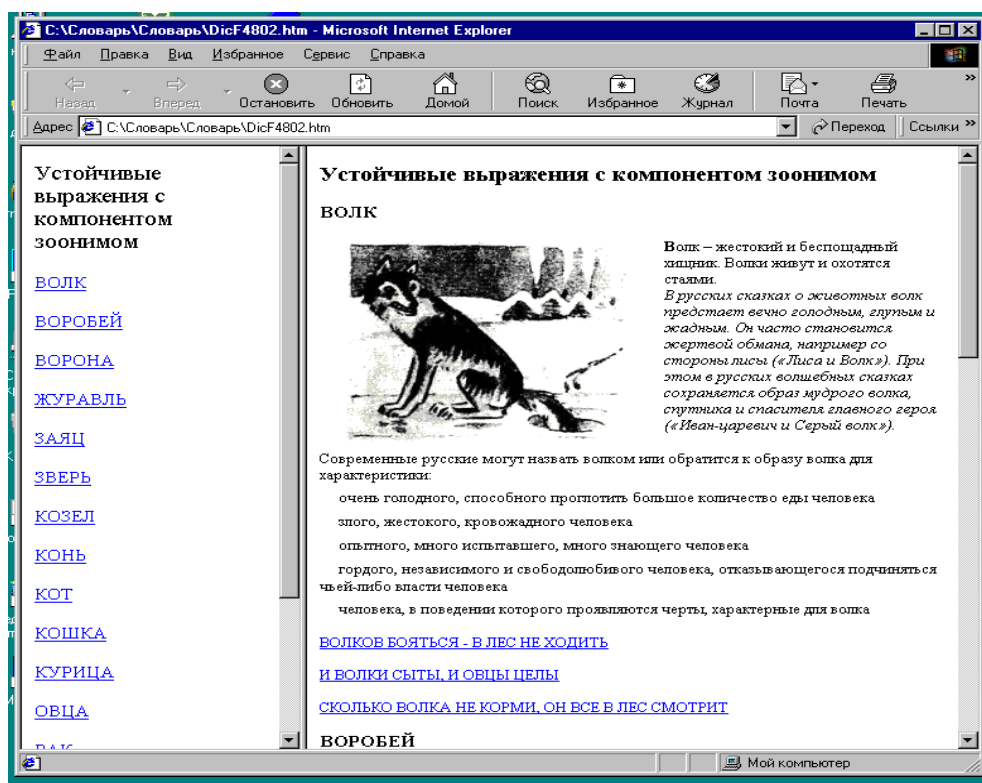 C:\Словарь\Словарь\DicF4802.htm - Microsoft Internet Explorer
Файл Правка Вид Избранное Сервис Справка
Назад Вперед Остановить Обновить Домой Поиск Избранное Журнал Почта Печать »
Адрес C:\Словарь\Словарь\DicF4802.htm Переход Ссылки »
Устойчивые
выражения с
компонентом
зоонимом
ВОЛК
ВОРОБЕЙ
ВОРОНА
ЖУРАВЛЬ
ЗАЯЦ
ЗВЕРЬ
КОЗЕЛ
КОНЬ
КОТ
КОШКА
КУРИЦА
ОВЦА
Устойчивые выражения с компонентом зоонимом
ВОЛК
Волк – жестокий и беспощадный
хищник. Волки живут и охотятся
стаями.
В русских сказках о животных волк
предстает вечно голодным, глупым и
жадным. Он часто становится
жертвой обмана, например со
стороны лисы («Лиса и Волк»). При
этом в русских волшебных сказках
сохраняется образ мудрого волка,
спутника и спасителя главного героя
(«Иван-царевич и Серый волк»).
Современные русские могут назвать волком или обратится к образу волка для
характеристики:
очень голодного, способного проглотить большое количество еды человека
злого, жестокого, кровожадного человека
опытного, много испытавшего, много знающего человека
гордого, независимого и свободолюбивого человека, отказывающегося подчиняться
чьей-либо власти человека
человека, в поведении которого проявляются черты, характерные для волка
ВОЛКОВ БОЯТЬСЯ - В ЛЕС НЕ ХОДИТЬ
И ВОЛКИ СЫТЫ, И ОВЦЫ ЦЕЛЫ
СКОЛЬКО ВОЛКА НЕ КОРМИ, ОН ВСЕ В ЛЕС СМОТРИТ
ВОРОБЕЙ
Мой компьютер